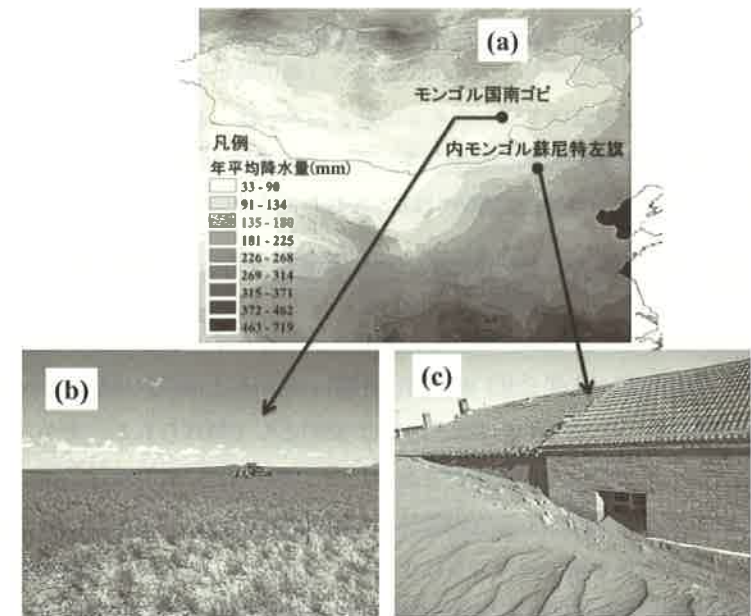 (a)
モンゴル国南ゴビ
内モンゴル蘇尼特左旗
凡例
年平均降水量(mm)
33 - 90
91 - 134
135 - 180
181 - 225
226 - 268
269 - 314
315 - 371
372 - 462
463 - 719
(b)
(c)